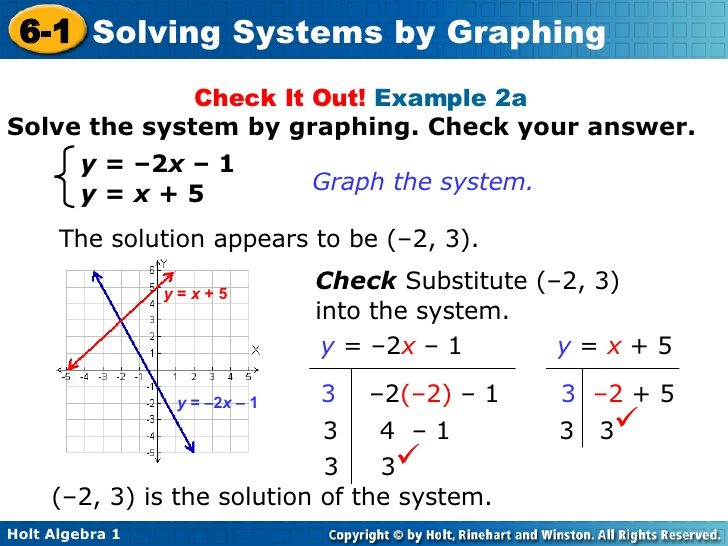 6-1 Solving Systems by Graphing
Check It Out! Example 2a
Solve the system by graphing. Check your answer.
y = –2x – 1
y = x + 5
Graph the system.
The solution appears to be (–2, 3).
Check Substitute (–2, 3)
into the system.
y = –2x – 1
3 –2(–2) – 1
3 4 – 1
3 3✓
y = x + 5
3 –2 + 5
3 3✓
Y
6
5
4
3
2
1
-5 -4 -3 -2 -1 1 2 3 4 5 X
-1
-2
-3
-4
-5
y = x + 5
y = –2x – 1
(–2, 3) is the solution of the system.
Holt Algebra 1
Copyright © by Holt, Rinehart and Winston. All Rights Reserved.